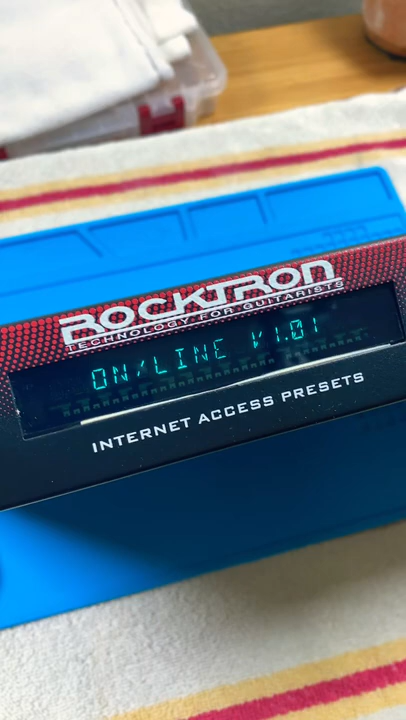 ROCKTRON
TECHNOLOGY FOR GUITARISTS
ON/LINE V1.01
INTERNET ACCESS PRESETS